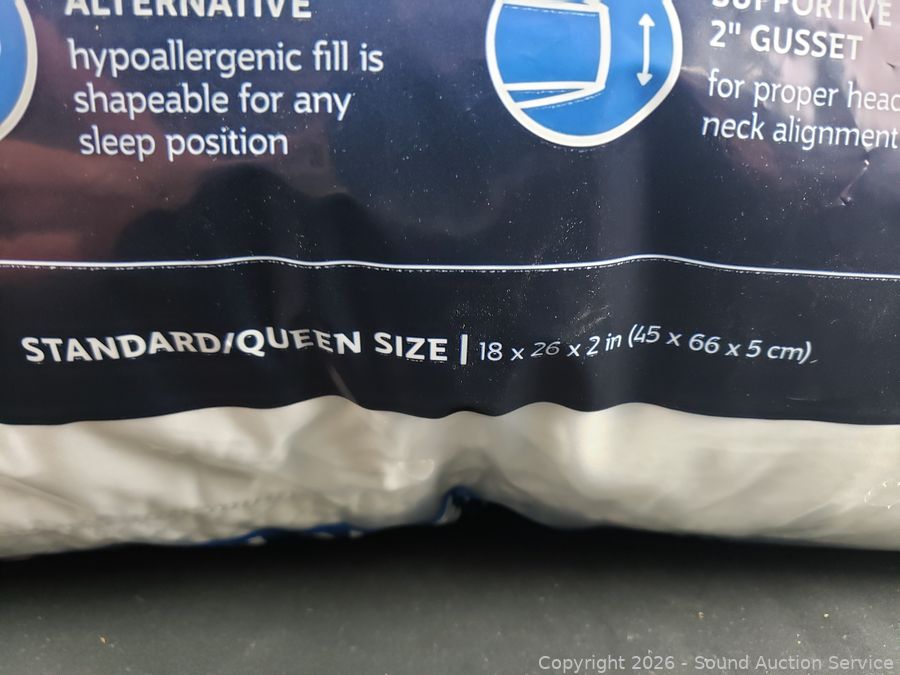 ALTERNATIVE
hypoallergenic fill is
shapeable for any
sleep position
SUPPORTIVE
2" GUSSET
for proper head
neck alignment
STANDARD/QUEEN SIZE | 18 x 26 x 2 in (45 x 66 x 5 cm)
Copyright 2026 - Sound Auction Service